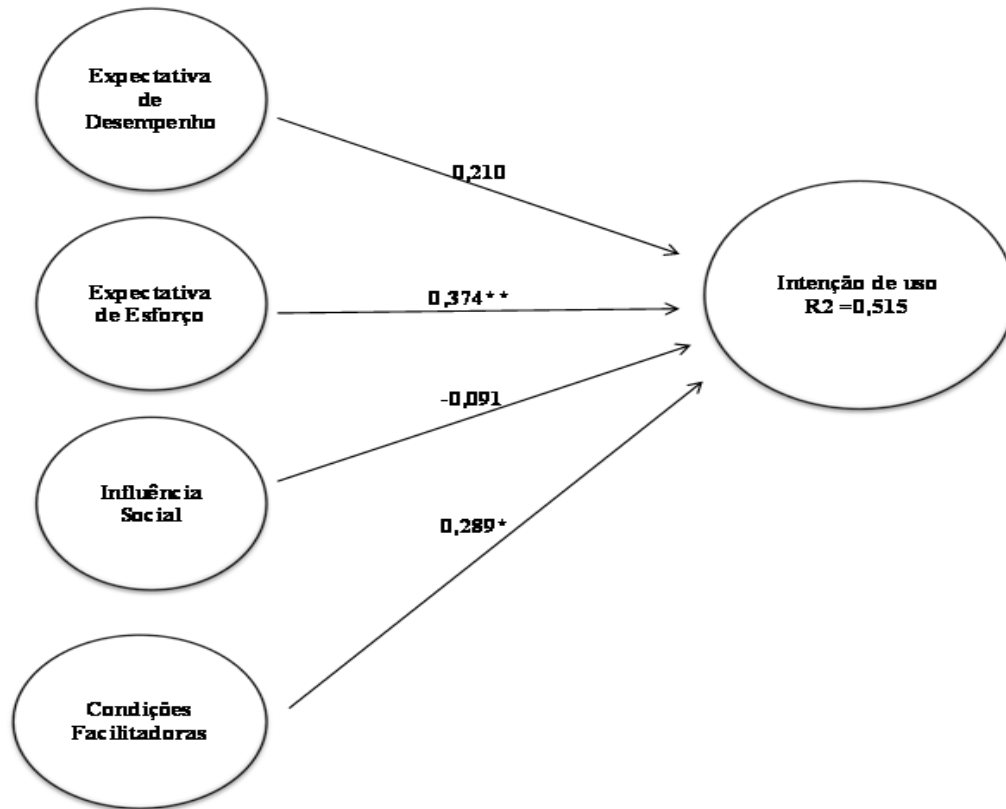 Expectativa
de
Desempenho
0,210
Expectativa
de Esforço
0,374**
Intenção de uso
R2 =0,515
-0,091
Influência
Social
0,289*
Condições
Facilitadoras